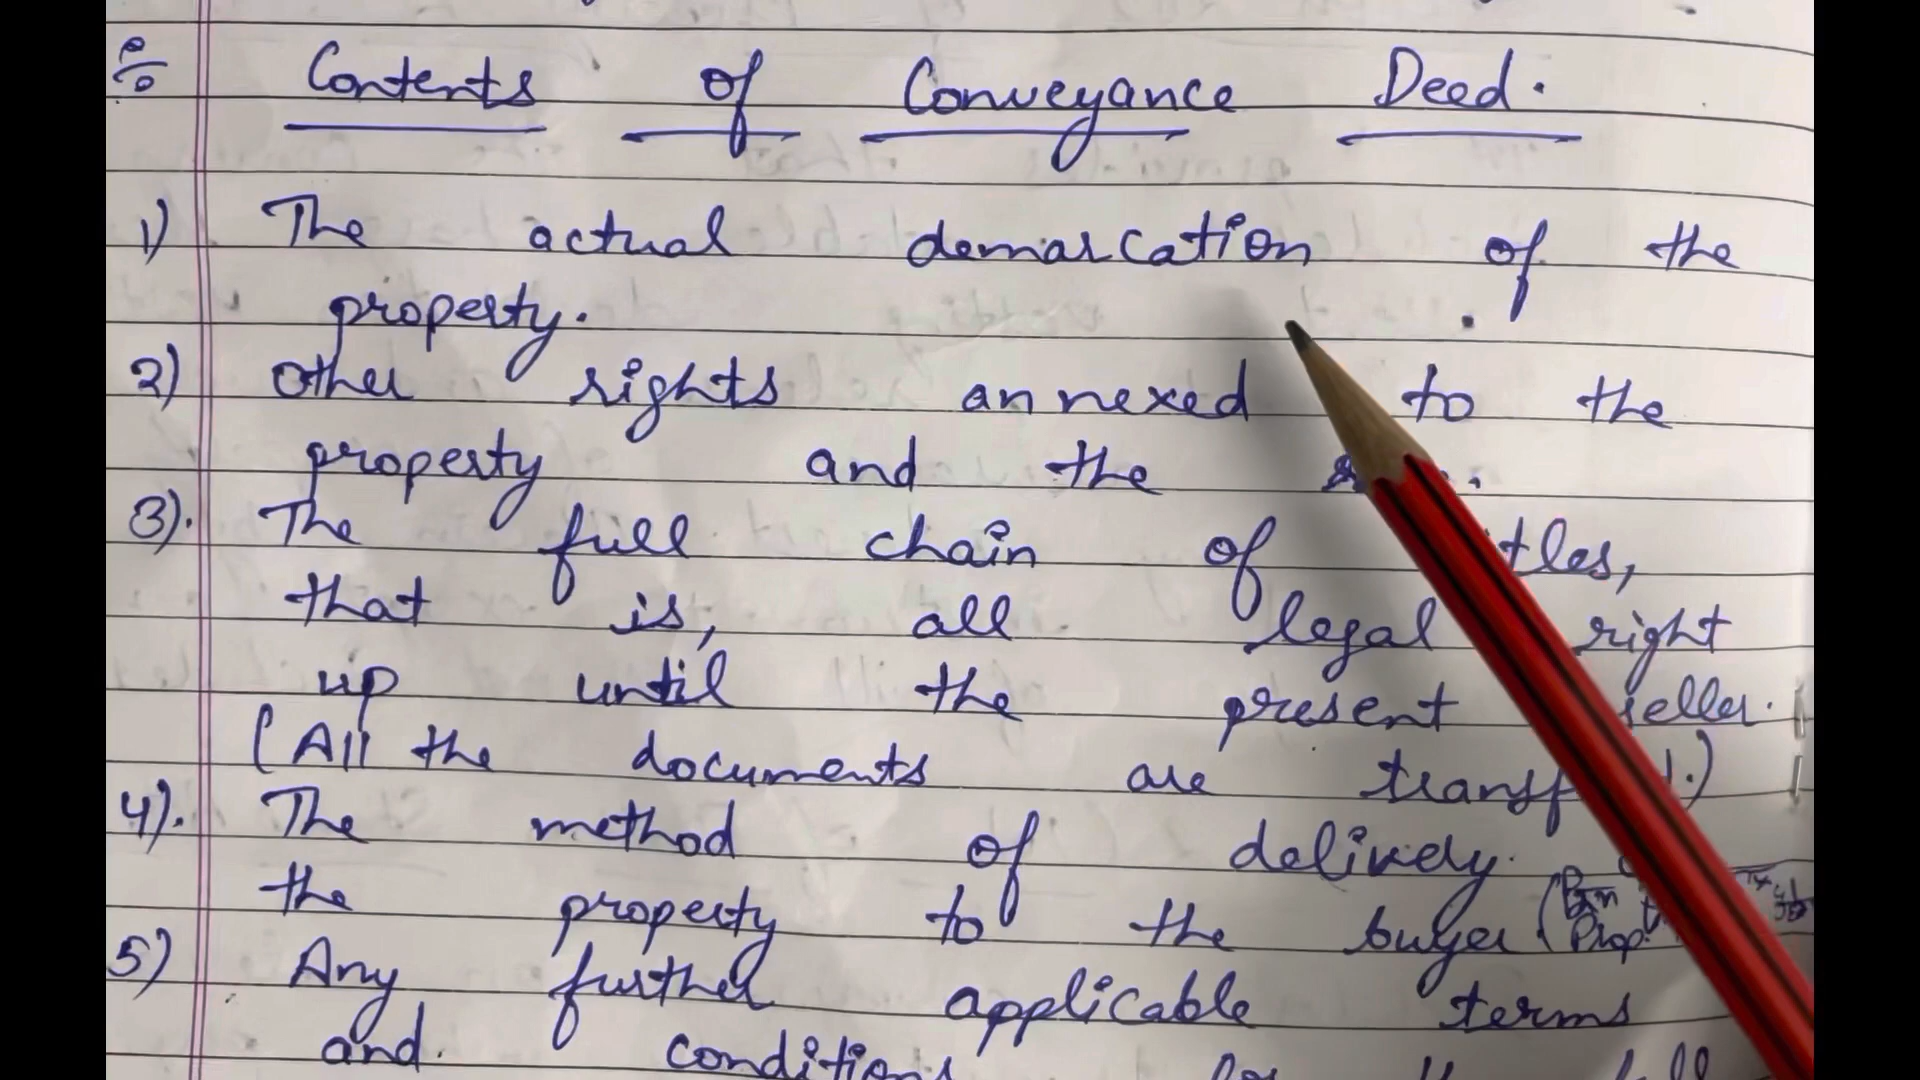 Contents of Conveyance Deed.
1) The actual demarcation of the
property.
2) Other rights annexed to the
property and the
3). The full chain of
that is, all legal right
up until the present seller.
(All the documents are
4). The method of delivery
the property to the buyer (
5) Any further applicable terms
and conditions